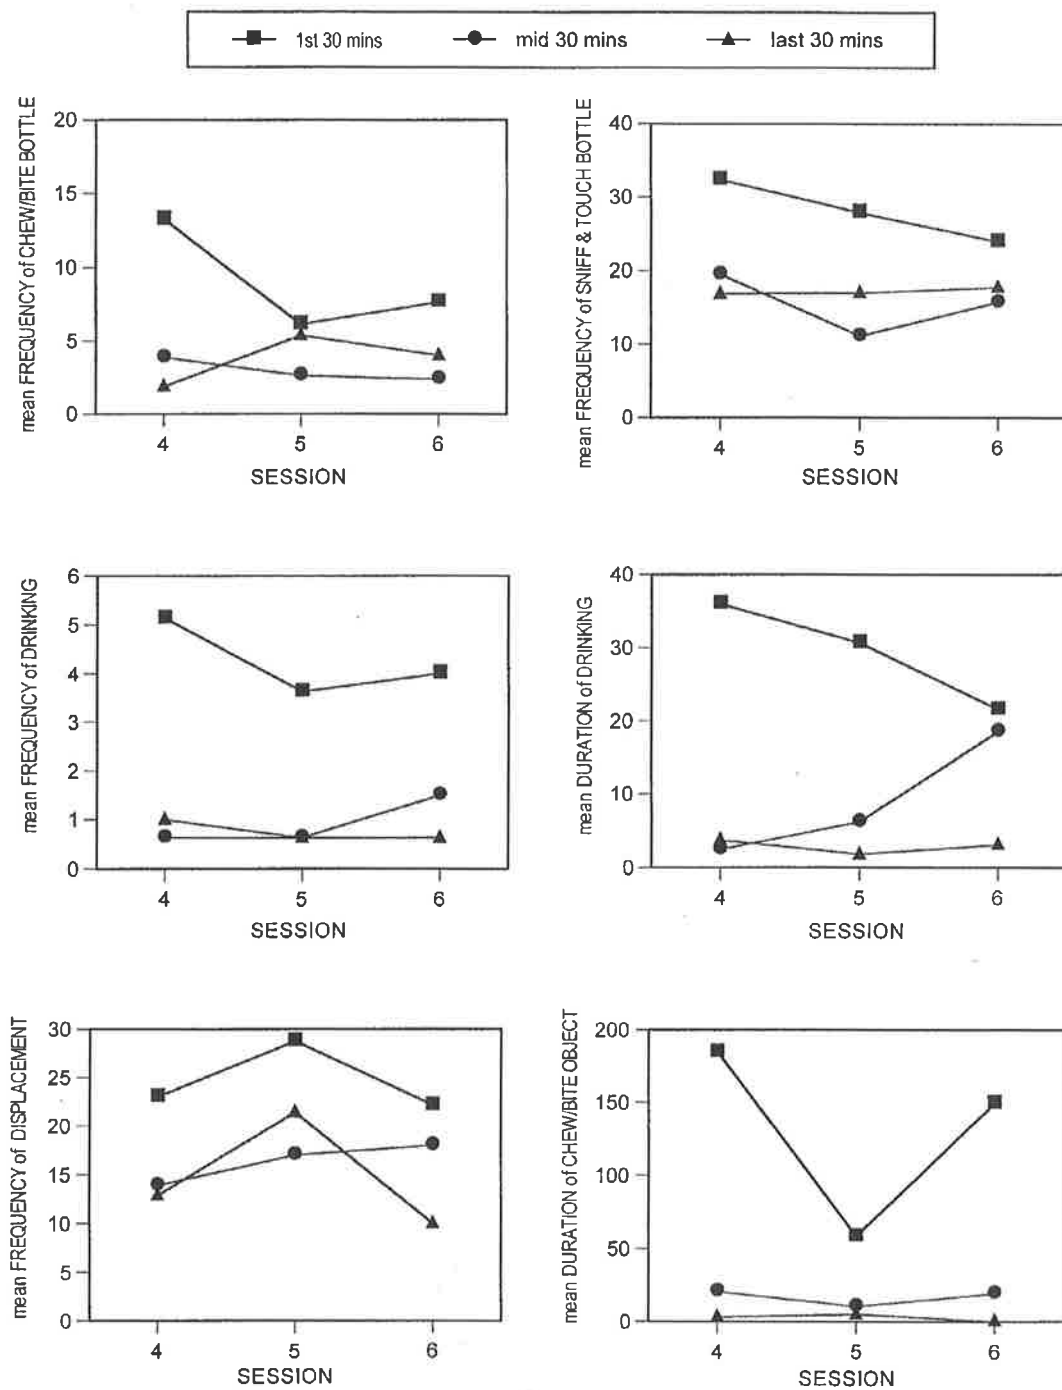 1st 30 mins mid 30 mins last 30 mins
mean FREQUENCY of CHEW/BITE BOTTLE
20
15
10
5
0
4 5 6
SESSION
mean FREQUENCY of SNIFF & TOUCH BOTTLE
40
30
20
10
0
4 5 6
SESSION
mean FREQUENCY of DRINKING
6
5
4
3
2
1
0
4 5 6
SESSION
mean DURATION of DRINKING
40
30
20
10
0
4 5 6
SESSION
mean FREQUENCY of DISPLACEMENT
30
25
20
15
10
5
0
4 5 6
SESSION
mean DURATION of CHEW/BITE OBJECT
200
150
100
50
0
4 5 6
SESSION